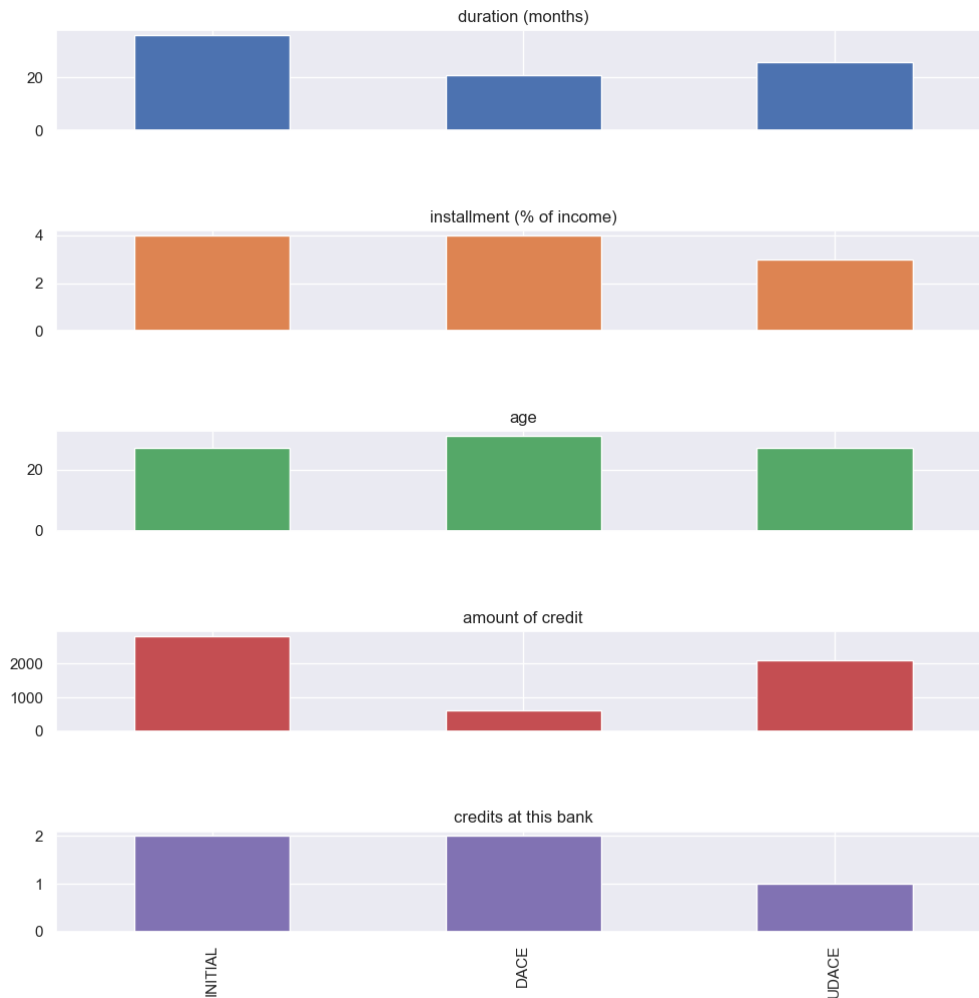 duration (months)
20
0
installment (% of income)
4
2
0
age
20
0
amount of credit
2000
1000
0
credits at this bank
2
1
0
INITIAL
DACE
UDACE